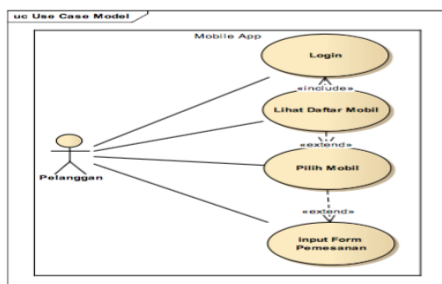 uc Use Case Model
Mobile App
Login
«include»
Lihat Daftar Mobil
«extend»
Pelanggan
Pilih Mobil
«extend»
Input Form
Pemesanan